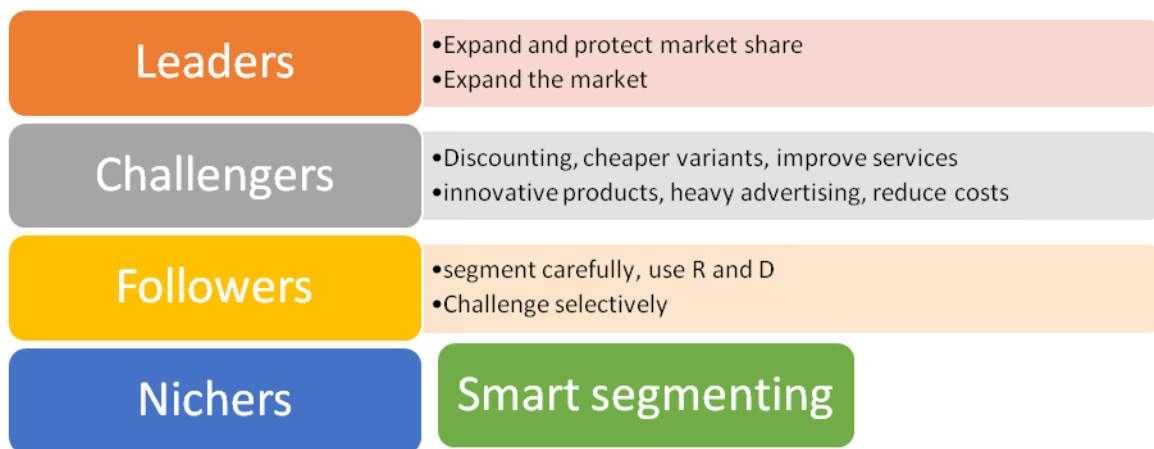 Leaders
•Expand and protect market share
•Expand the market
Challengers
•Discounting, cheaper variants, improve services
•innovative products, heavy advertising, reduce costs
Followers
•segment carefully, use R and D
•Challenge selectively
Nichers
Smart segmenting